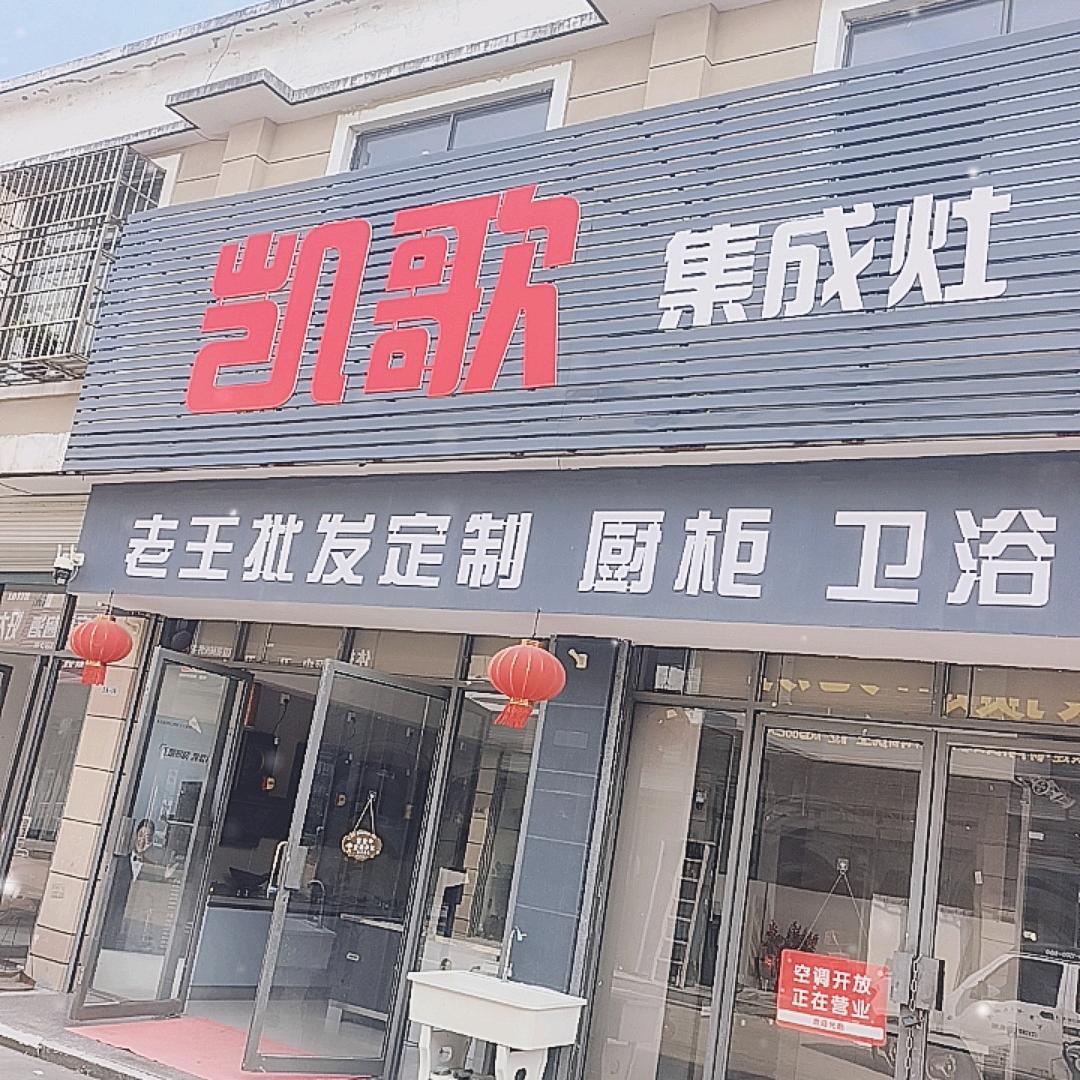 凯歌 集成灶
老王批发定制 厨柜 卫浴
空调开放
正在营业